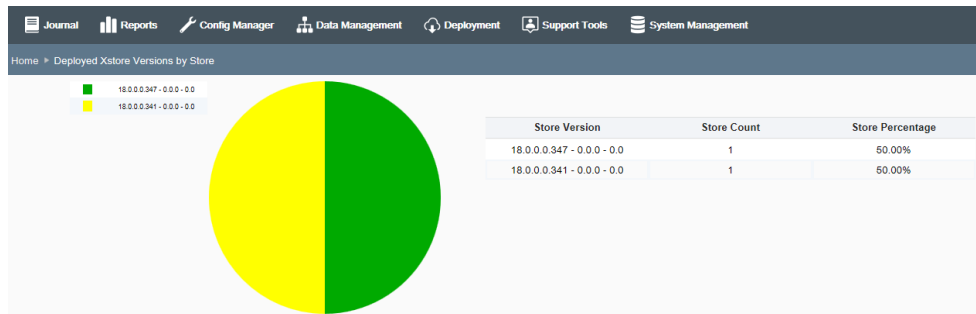 Journal Reports Config Manager Data Management Deployment Support Tools System Management
Home Deployed Xstore Versions by Store
18.0.0.0.347 - 0.0.0 - 0.0
18.0.0.0.341 - 0.0.0 - 0.0
Store Version Store Count Store Percentage
18.0.0.0.347 - 0.0.0 - 0.0 1 50.00%
18.0.0.0.341 - 0.0.0 - 0.0 1 50.00%